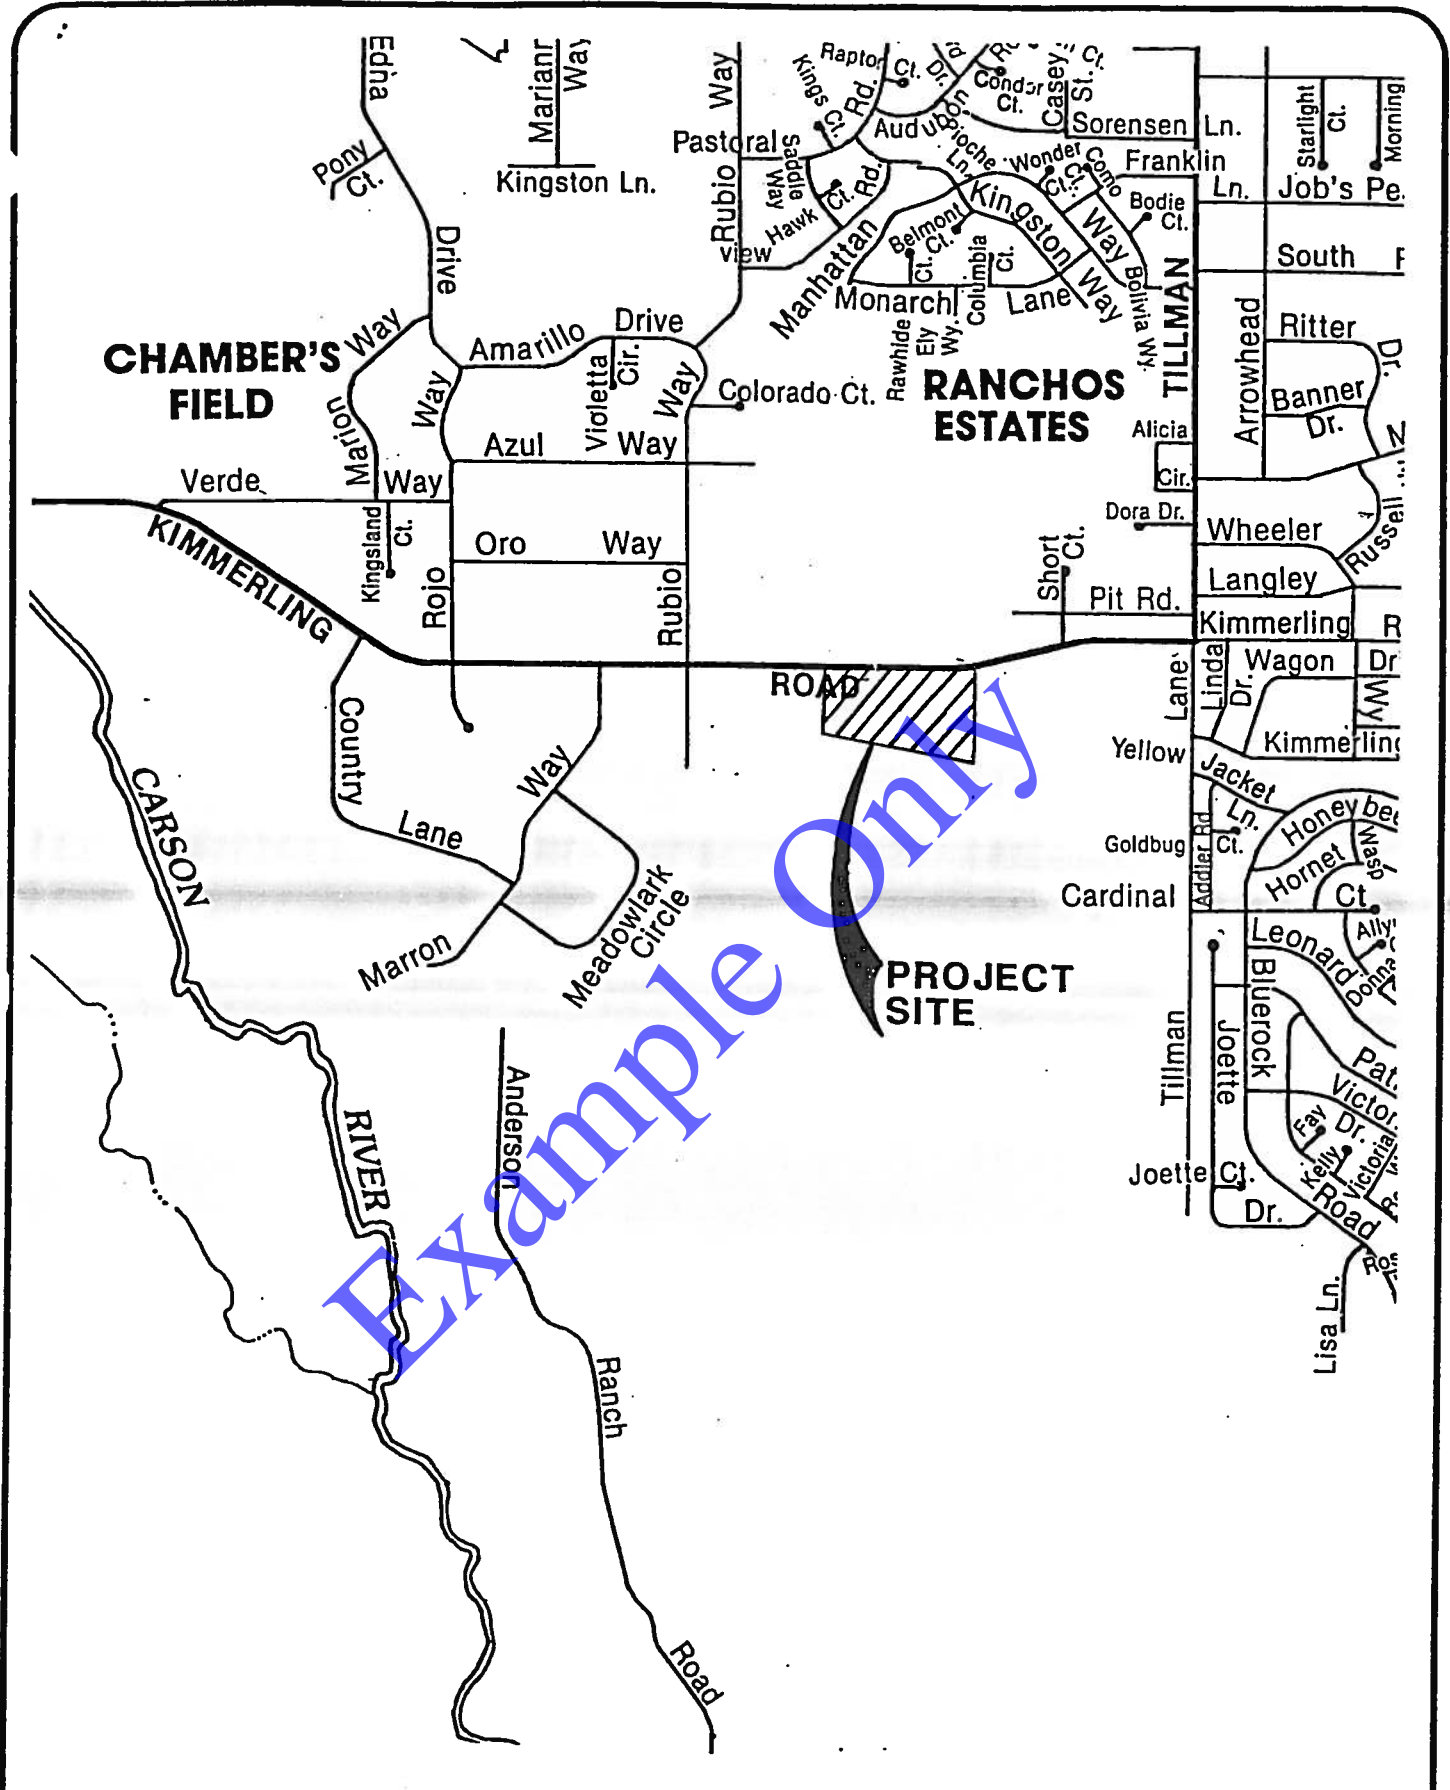 Edna
Mariann
Way
Way
Kings Ct.
Raptor
Ct.
Dr.
Rd.
Condor
Ct.
Casey
St.
Ct.
Pony
Ct.
Kingston Ln.
Pastoral
Saddle
Way
Audubon
Pioche
Ln.
Wonder
Ct.
Como
Ct.
Sorensen Ln.
Franklin
Ln.
Starlight
Ct.
Morning
Job's Pe
Rubio
view
Hawk
Ct.
Rd.
Manhattan
Belmont
Ct.
Kingston
Way
Way
Bodie
Ct.
South
Drive
Monarch Lane
Ct.
Columbia
Ct.
Rawhide
Ely
Wy.
Bolivia Wy.
TILLMAN
Arrowhead
Ritter
Dr.
Banner
Dr.
CHAMBER'S
FIELD
Way
Marion
Amarillo
Drive
Violetta
Cir.
Way
Way
Colorado Ct.
RANCHOS
ESTATES
Alicia
Cir.
Azul Way
Verde
Way
KIMMERLING
Kingsland
Ct.
Oro Way
Rojo
Rubio
Dora Dr.
Short
Ct.
Pit Rd.
Wheeler
Russell
Langley
Kimmerling R
ROAD
Lane
Linda
Dr.
Wagon Dr
Wy
Kimmerling
Country
Lane
Way
Marron
Meadowlark
Circle
Yellow
Jacket
Ln.
Honeybee
Goldbug
Ct.
Addler Rd
Hornet
Wasp
Cardinal
Ct.
CARSON
RIVER
PROJECT
SITE
Ally
Donna
Leonard
Bluerock
Tillman
Joette
Pat
Victor
Dr.
Fay
Kelly
Victoria
Joette Ct.
Dr.
Road
Lisa Ln.
Anderson
Ranch
Road
Example Only